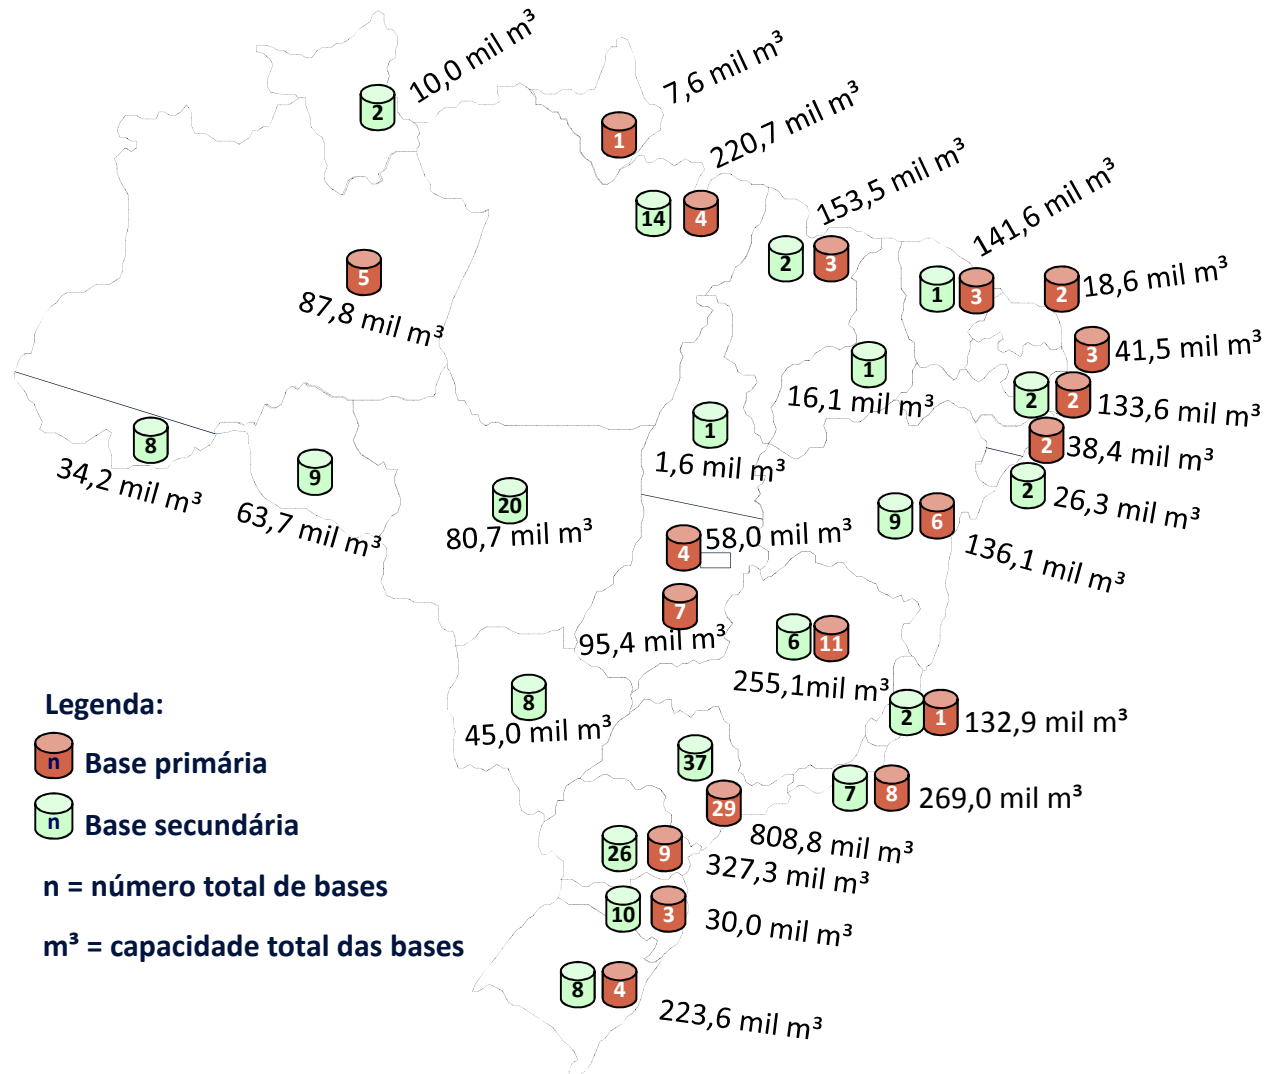 10,0 mil m³
2
7,6 mil m³
1
220,7 mil m³
14
4
153,5 mil m³
2
3
141,6 mil m³
1
3
2
18,6 mil m³
5
87,8 mil m³
3
41,5 mil m³
1
16,1 mil m³
2
2
133,6 mil m³
8
34,2 mil m³
9
63,7 mil m³
1
1,6 mil m³
2
38,4 mil m³
2
26,3 mil m³
20
80,7 mil m³
9
6
136,1 mil m³
4
58,0 mil m³
7
95,4 mil m³
6
11
255,1mil m³
8
45,0 mil m³
2
1
132,9 mil m³
37
29
808,8 mil m³
7
8
269,0 mil m³
26
9
327,3 mil m³
10
3
30,0 mil m³
8
4
223,6 mil m³
Legenda:
n
Base primária
n
Base secundária
n = número total de bases
m³ = capacidade total das bases